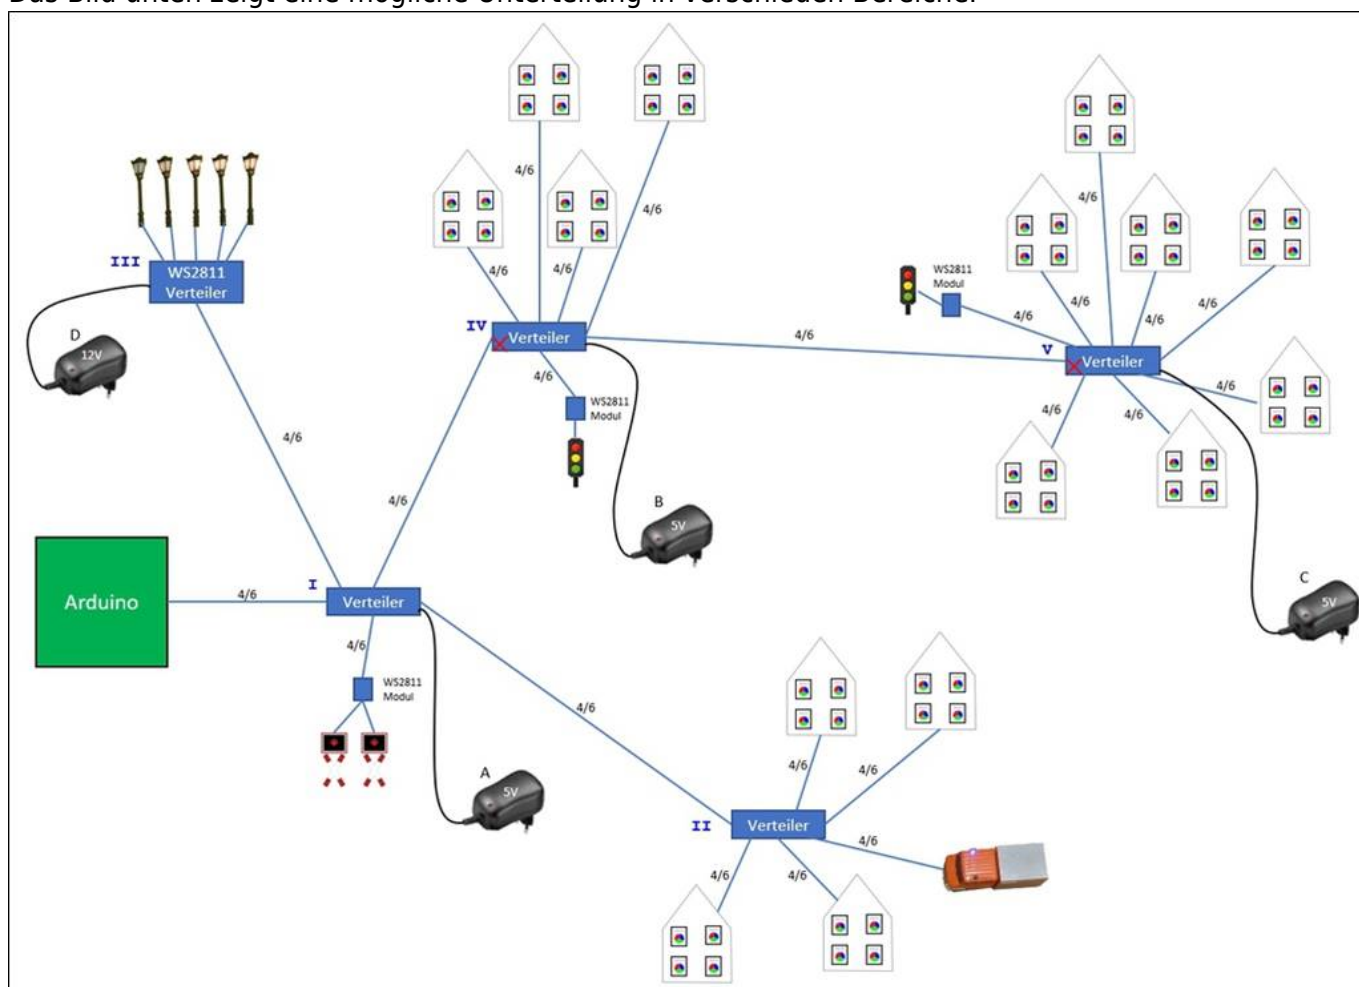 Das Bild unten zeigt eine mögliche Unterteilung in verschieden Bereiche.
4/6
4/6
4/6
4/6
III
WS2811
Verteiler
D
12V
4/6
IV
Verteiler
4/6
WS2811
Modul
4/6
B
5V
4/6
WS2811
Modul
4/6
4/6
4/6
4/6
4/6
V
Verteiler
4/6
4/6
4/6
C
5V
4/6
Arduino
4/6
I
Verteiler
4/6
WS2811
Modul
A
5V
4/6
II
Verteiler
4/6
4/6
4/6
4/6
4/6